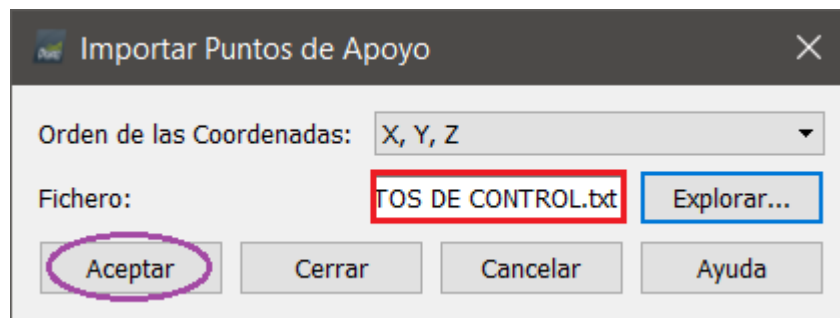 Importar Puntos de Apoyo
Orden de las Coordenadas: X, Y, Z
Fichero: TOS DE CONTROL.txt Explorar...
Aceptar Cerrar Cancelar Ayuda